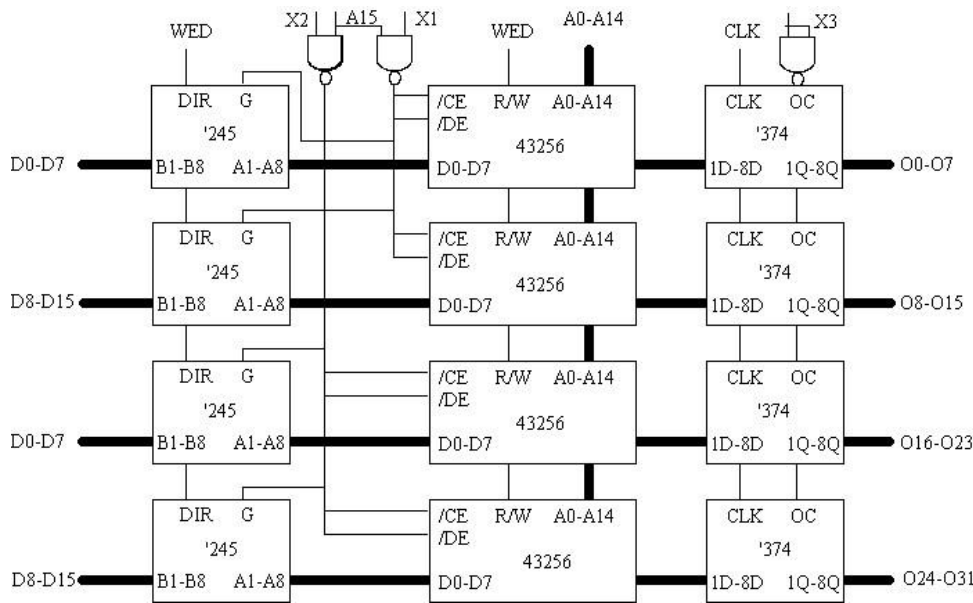 X2 A15 X1 A0-A14 X3
WED WED CLK
DIR G /CE R/W A0-A14 CLK OC
/DE
'245 43256 '374
D0-D7 B1-B8 A1-A8 D0-D7 1D-8D 1Q-8Q O0-O7
DIR G /CE R/W A0-A14 CLK OC
/DE
'245 43256 '374
D8-D15 B1-B8 A1-A8 D0-D7 1D-8D 1Q-8Q O8-O15
DIR G /CE R/W A0-A14 CLK OC
/DE
'245 43256 '374
D0-D7 B1-B8 A1-A8 D0-D7 1D-8D 1Q-8Q O16-O23
DIR G /CE R/W A0-A14 CLK OC
/DE
'245 43256 '374
D8-D15 B1-B8 A1-A8 D0-D7 1D-8D 1Q-8Q O24-O31